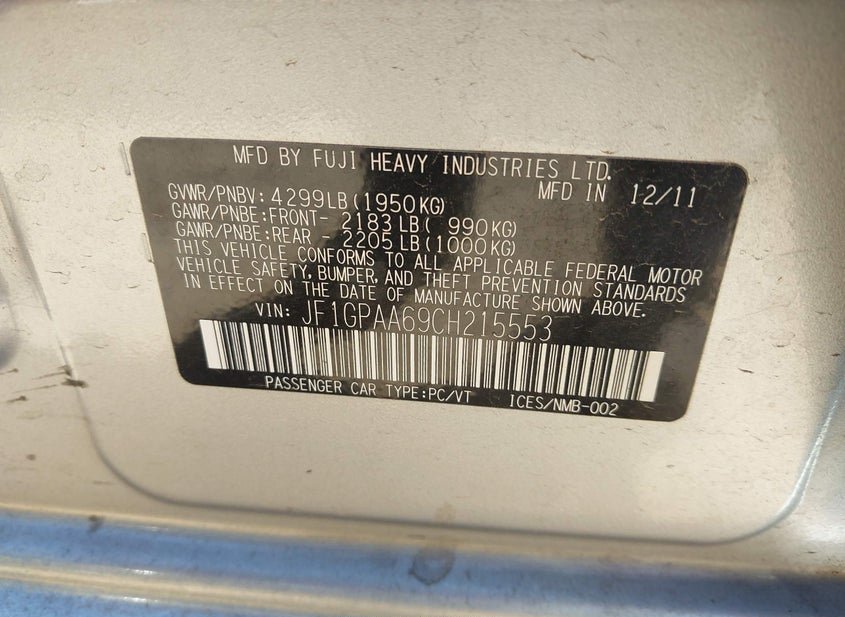 MFD BY FUJI HEAVY INDUSTRIES LTD.
MFD IN 12/11
GVWR/PNBV: 4299LB(1950KG)
GAWR/PNBE:FRONT- 2183LB( 990KG)
GAWR/PNBE:REAR - 2205LB(1000KG)
THIS VEHICLE CONFORMS TO ALL APPLICABLE FEDERAL MOTOR
VEHICLE SAFETY, BUMPER, AND THEFT PREVENTION STANDARDS
IN EFFECT ON THE DATE OF MANUFACTURE SHOWN ABOVE.
VIN: JF1GPAA69CH215553
PASSENGER CAR TYPE:PC/VT ICES/NMB-002